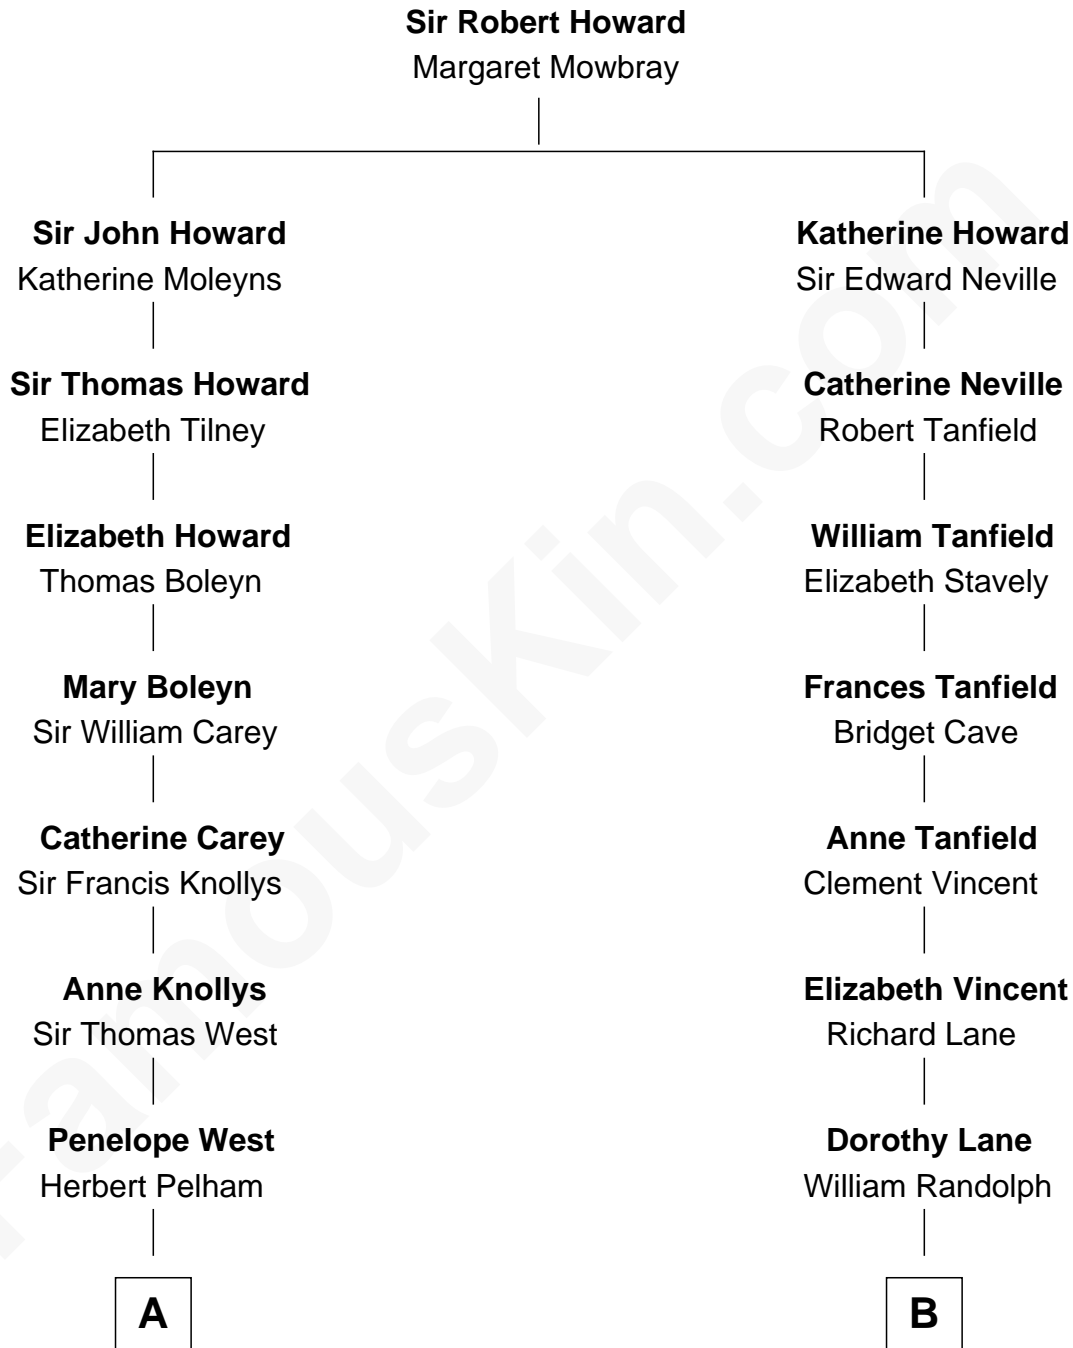 Sir Robert Howard
Margaret Mowbray
Sir John Howard
Katherine Moleyns
Katherine Howard
Sir Edward Neville
Sir Thomas Howard
Elizabeth Tilney
Catherine Neville
Robert Tanfield
Elizabeth Howard
Thomas Boleyn
William Tanfield
Elizabeth Stavely
Mary Boleyn
Sir William Carey
Frances Tanfield
Bridget Cave
Catherine Carey
Sir Francis Knollys
Anne Tanfield
Clement Vincent
Anne Knollys
Sir Thomas West
Elizabeth Vincent
Richard Lane
Penelope West
Herbert Pelham
Dorothy Lane
William Randolph
A
B
FamousKin.com